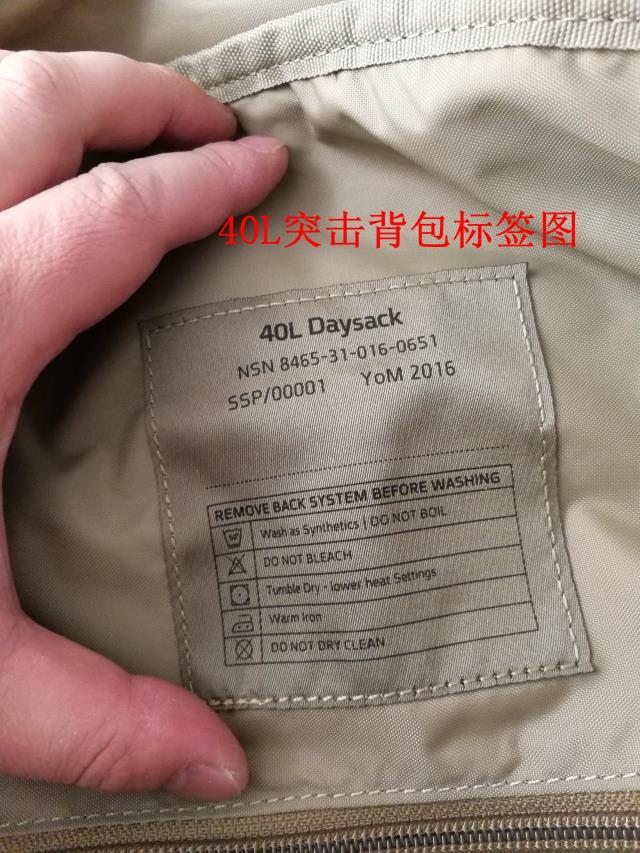 40L突击背包标签图
40L Daysack
NSN 8465-31-016-0651
SSP/00001 YoM 2016
REMOVE BACK SYSTEM BEFORE WASHING
Wash as Synthetics | DO NOT BOIL
DO NOT BLEACH
Tumble Dry - lower heat Settings
Warm Iron
DO NOT DRY CLEAN